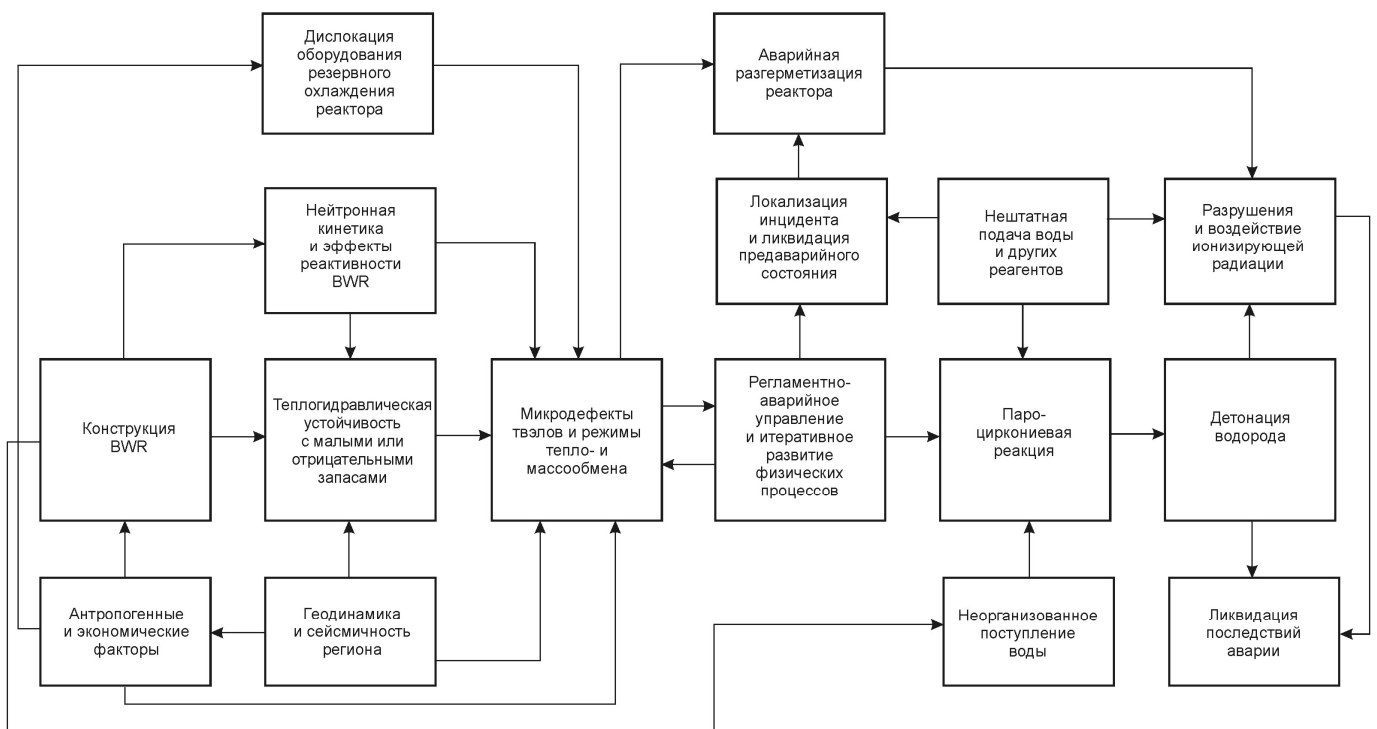 Дислокация
оборудования
резервного
охлаждения
реактора
Аварийная
разгерметизация
реактора
Нейтронная
кинетика
и эффекты
реактивности
BWR
Локализация
инцидента
и ликвидация
предаварийного
состояния
Нештатная
подача воды
и других
реагентов
Разрушения
и воздействие
ионизирующей
радиации
Конструкция
BWR
Теплогидравлическая
устойчивость
с малыми или
отрицательными
запасами
Микродефекты
твэлов и режимы
тепло- и
массообмена
Регламентно-
аварийное
управление
и итеративное
развитие
физических
процессов
Паро-
циркониевая
реакция
Детонация
водорода
Антропогенные
и экономические
факторы
Геодинамика
и сейсмичность
региона
Неорганизованное
поступление
воды
Ликвидация
последствий
аварии